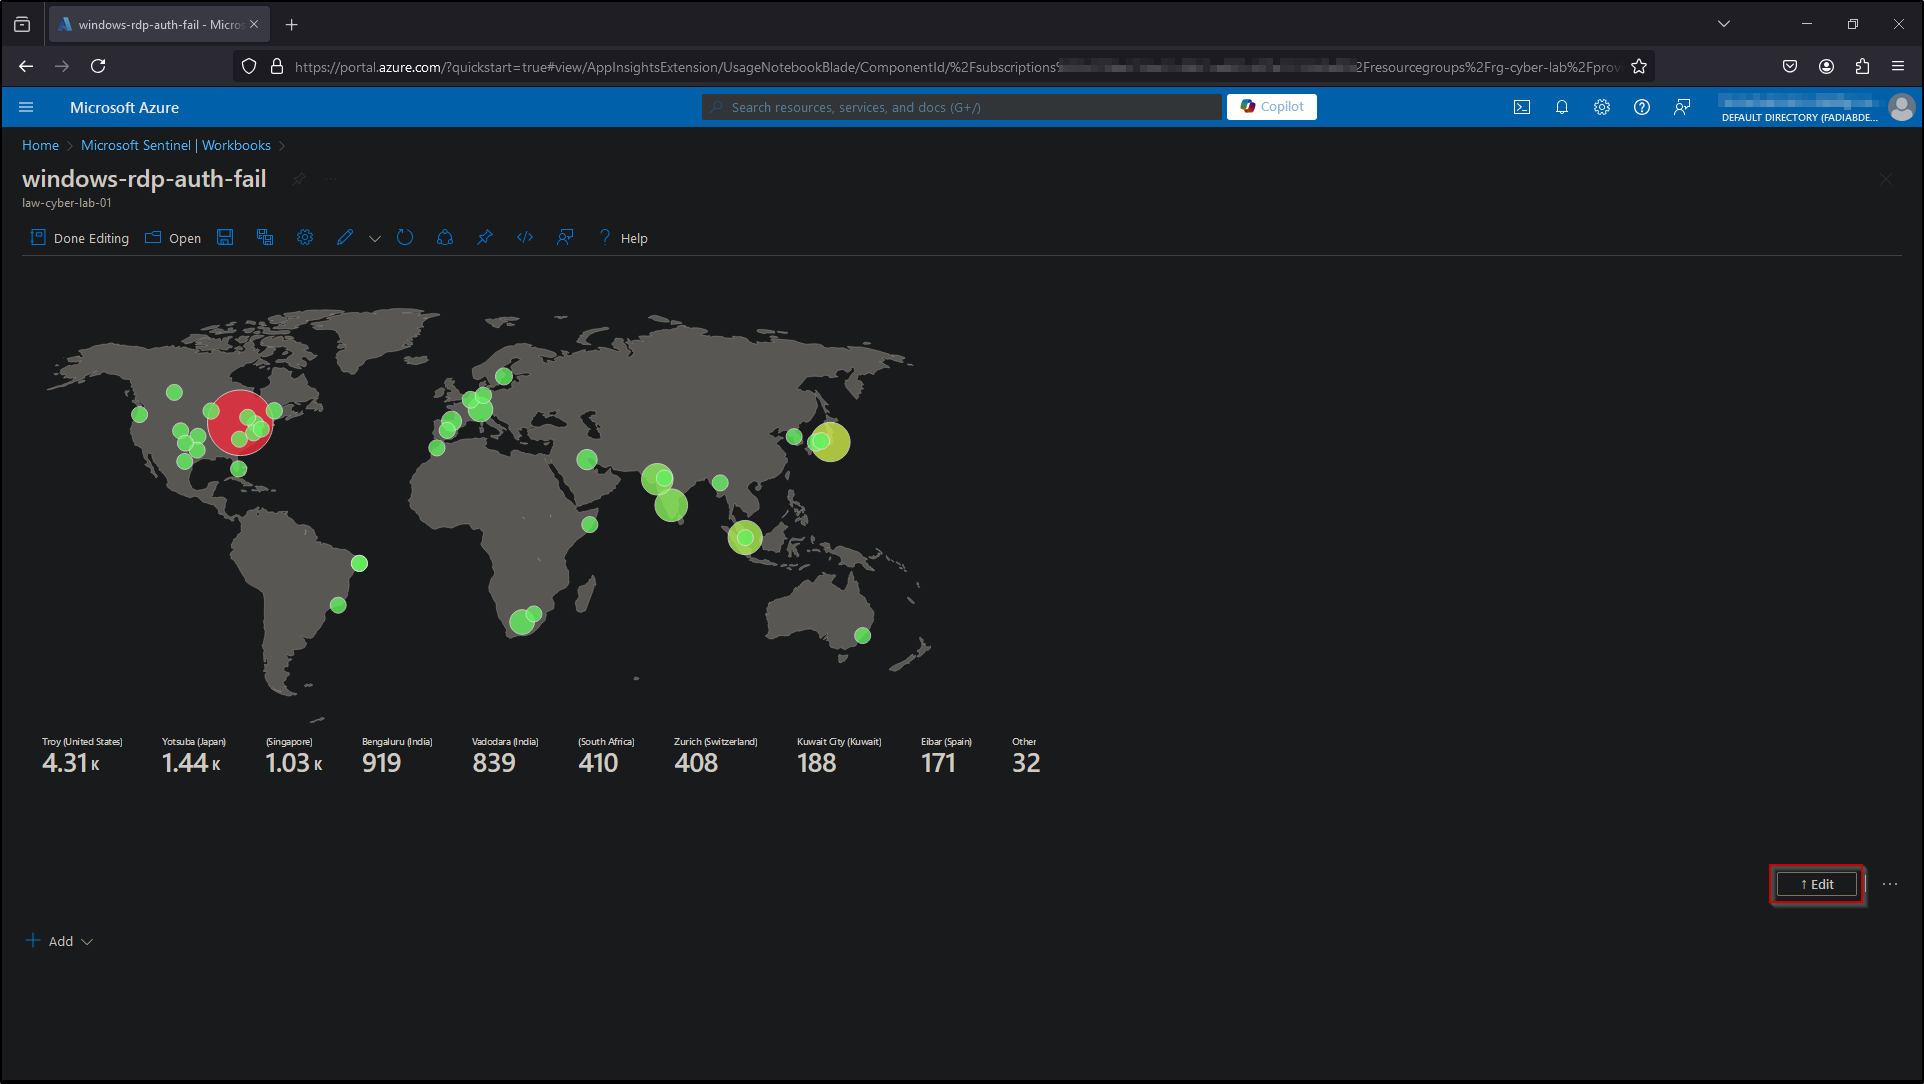 windows-rdp-auth-fail - Micros
https://portal.azure.com/?quickstart=true#view/AppInsightsExtension/UsageNotebookBlade/ComponentId/%2Fsubscriptions%
2Fresourcegroups%2Frg-cyber-lab%2Fprov
Microsoft Azure
Search resources, services, and docs (G+/)
Copilot
DEFAULT DIRECTORY (FADIABDE...
Home
Microsoft Sentinel | Workbooks
windows-rdp-auth-fail
law-cyber-lab-01
Done Editing
Open
Help
Troy (United States)
4.31 K
Yotsuba (Japan)
1.44 K
(Singapore)
1.03 K
Bengaluru (India)
919
Vadodara (India)
839
(South Africa)
410
Zurich (Switzerland)
408
Kuwait City (Kuwait)
188
Eibar (Spain)
171
Other
32
↑ Edit
Add